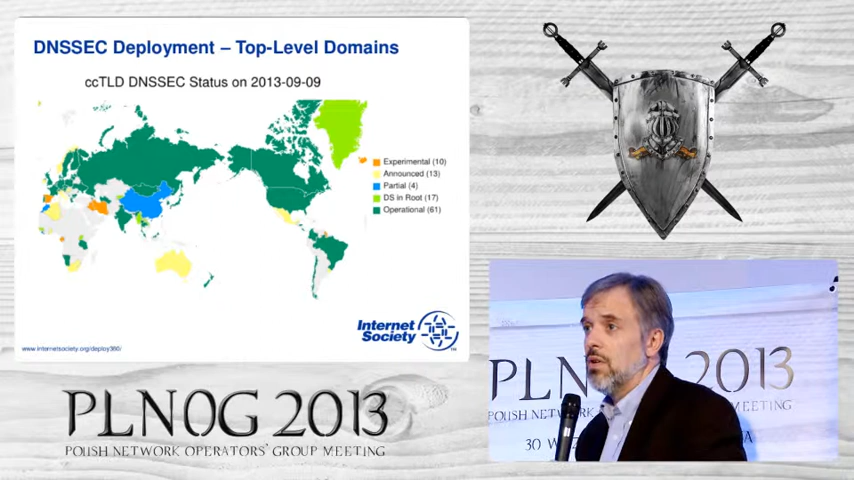 DNSSEC Deployment – Top-Level Domains
ccTLD DNSSEC Status on 2013-09-09
Experimental (10)
Announced (13)
Partial (4)
DS in Root (17)
Operational (61)
Internet
Society
www.internetsociety.org/deploy360/
PLNOG 2013
POLISH NETWORK OPERATORS' GROUP MEETING
PLN 2013
POLISH NETWORK MEETING
30 W